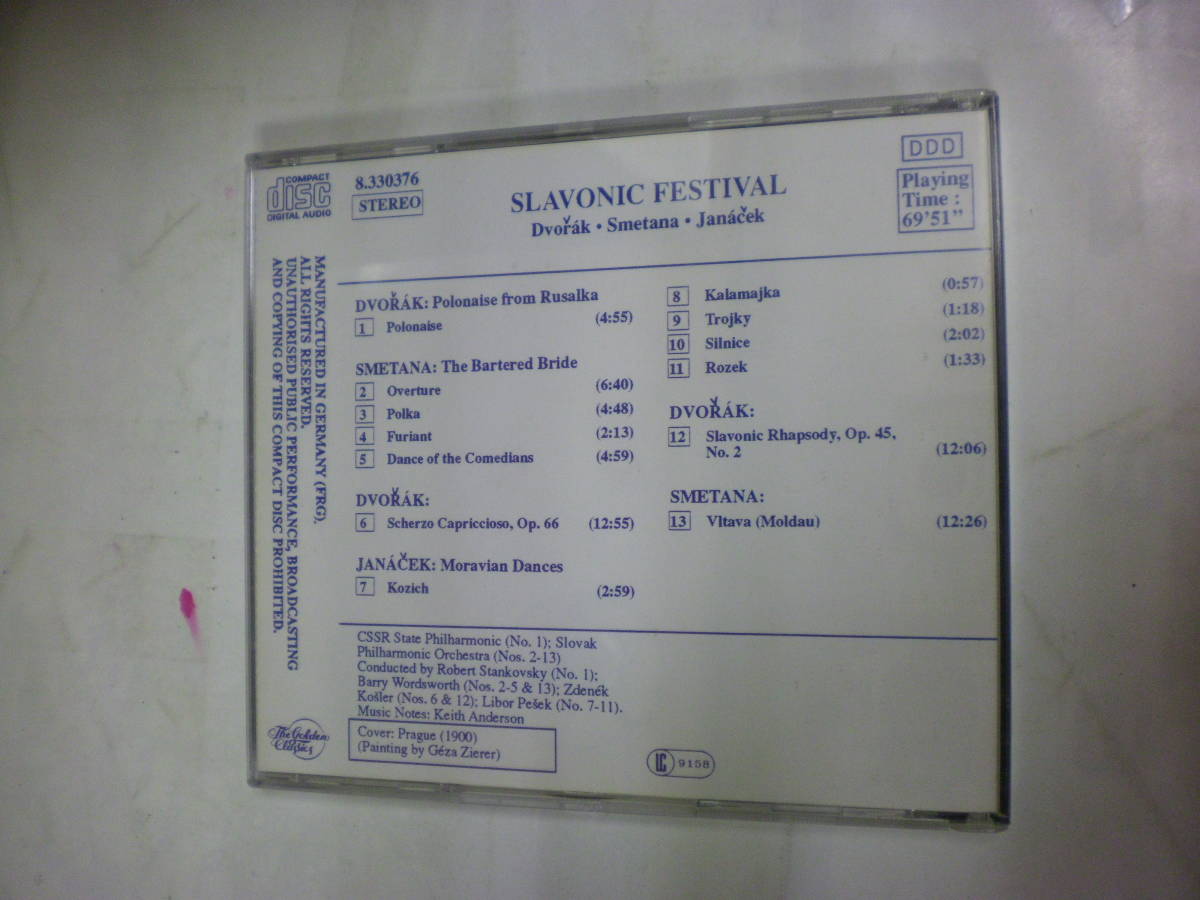 COMPACT
disc
DIGITAL AUDIO
8.330376
STEREO
SLAVONIC FESTIVAL
Dvořák • Smetana • Janáček
DDD
Playing
Time :
69'51"
MANUFACTURED IN GERMANY (FRG).
ALL RIGHTS RESERVED.
UNAUTHORISED PUBLIC PERFORMANCE, BROADCASTING
AND COPYING OF THIS COMPACT DISC PROHIBITED.
DVOŘÁK: Polonaise from Rusalka
1 Polonaise (4:55)
SMETANA: The Bartered Bride
2 Overture (6:40)
3 Polka (4:48)
4 Furiant (2:13)
5 Dance of the Comedians (4:59)
DVOŘÁK:
6 Scherzo Capriccioso, Op. 66 (12:55)
JANÁČEK: Moravian Dances
7 Kozich (2:59)
8 Kalamajka (0:57)
9 Trojky (1:18)
10 Silnice (2:02)
11 Rozek (1:33)
DVOŘÁK:
12 Slavonic Rhapsody, Op. 45,
No. 2 (12:06)
SMETANA:
13 Vltava (Moldau) (12:26)
CSSR State Philharmonic (No. 1); Slovak
Philharmonic Orchestra (Nos. 2-13)
Conducted by Robert Stankovsky (No. 1);
Barry Wordsworth (Nos. 2-5 & 13); Zdenék
Košler (Nos. 6 & 12); Libor Pešek (No. 7-11).
Music Notes: Keith Anderson
Cover: Prague (1900)
(Painting by Géza Zierer)
The Golden
Classics
LC 9158